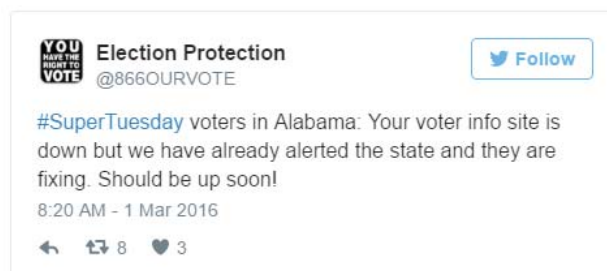 YOU
HAVE THE
RIGHT TO
VOTE
Election Protection
@866OURVOTE
Follow
#SuperTuesday voters in Alabama: Your voter info site is
down but we have already alerted the state and they are
fixing. Should be up soon!
8:20 AM - 1 Mar 2016
8
3